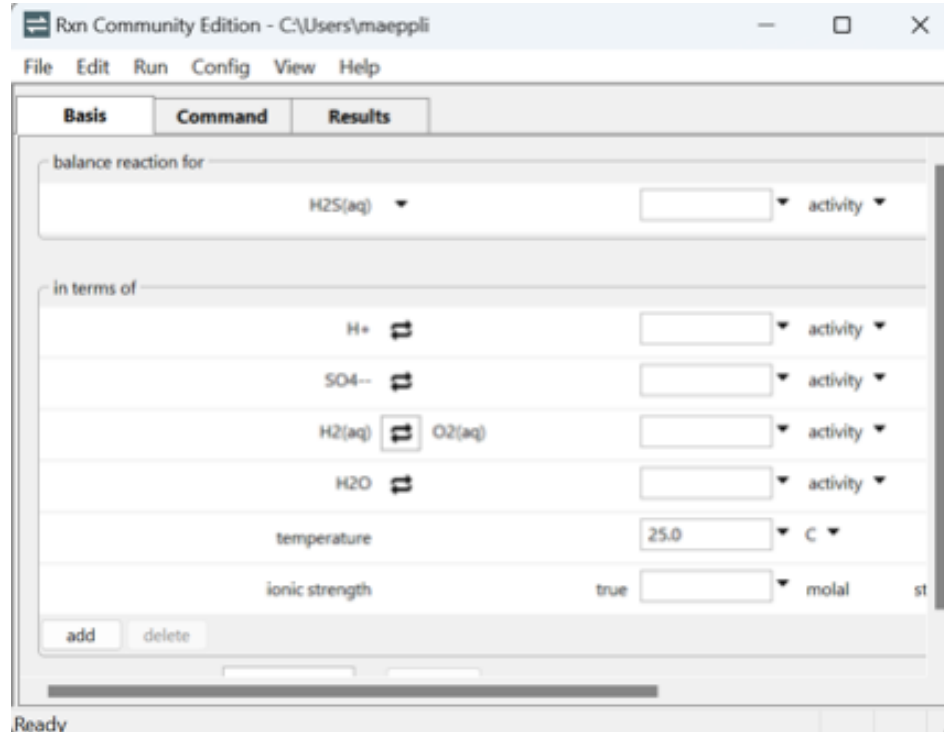 Rxn Community Edition - C:\Users\maeppli
File Edit Run Config View Help
Basis Command Results
balance reaction for
H2S(aq) activity
in terms of
H+ activity
SO4-- activity
H2(aq) O2(aq) activity
H2O activity
temperature 25.0 C
ionic strength true molal st
add delete
Ready